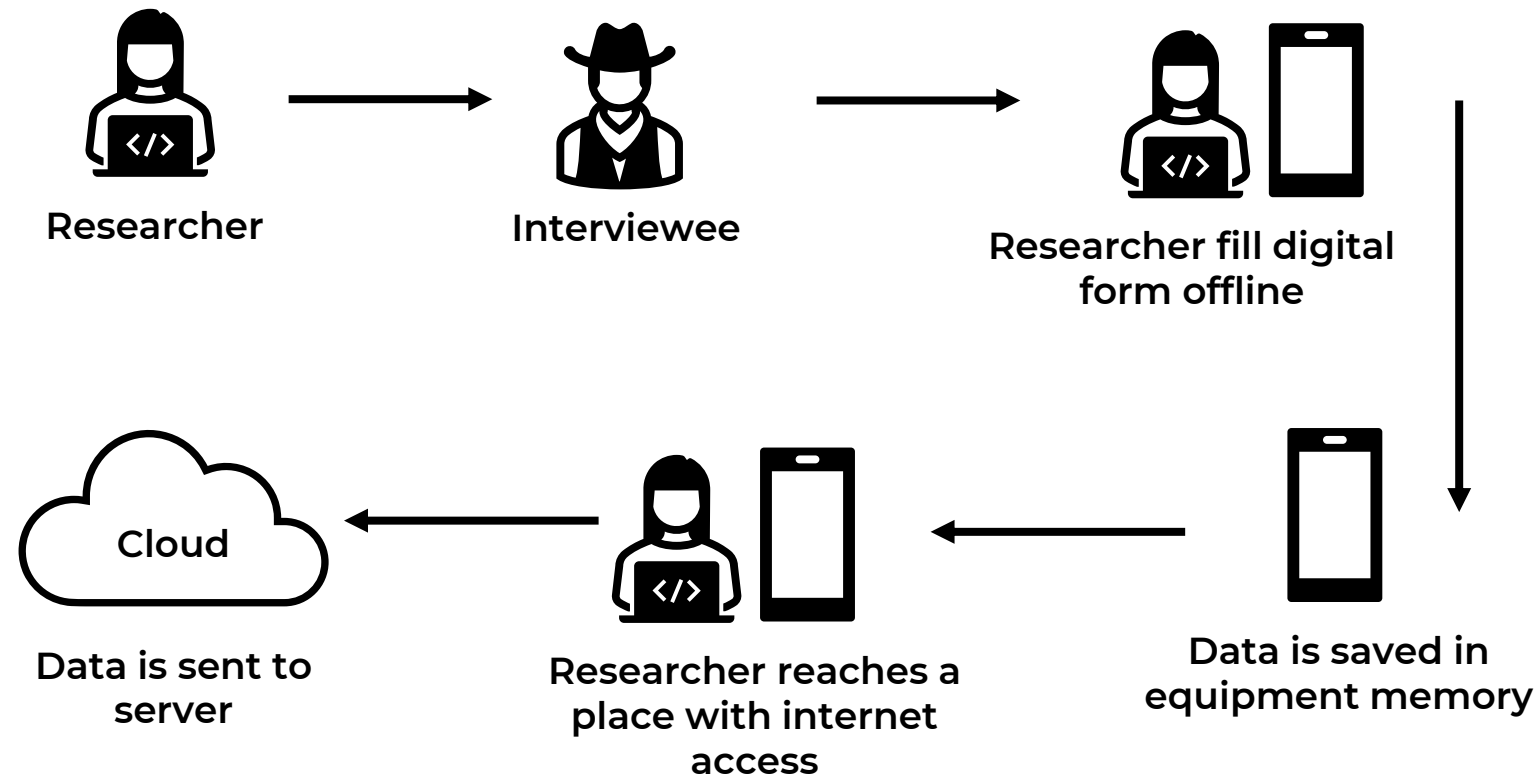 Researcher
Interviewee
Researcher fill digital
form offline
Data is saved in
equipment memory
Researcher reaches a
place with internet
access
Cloud
Data is sent to
server